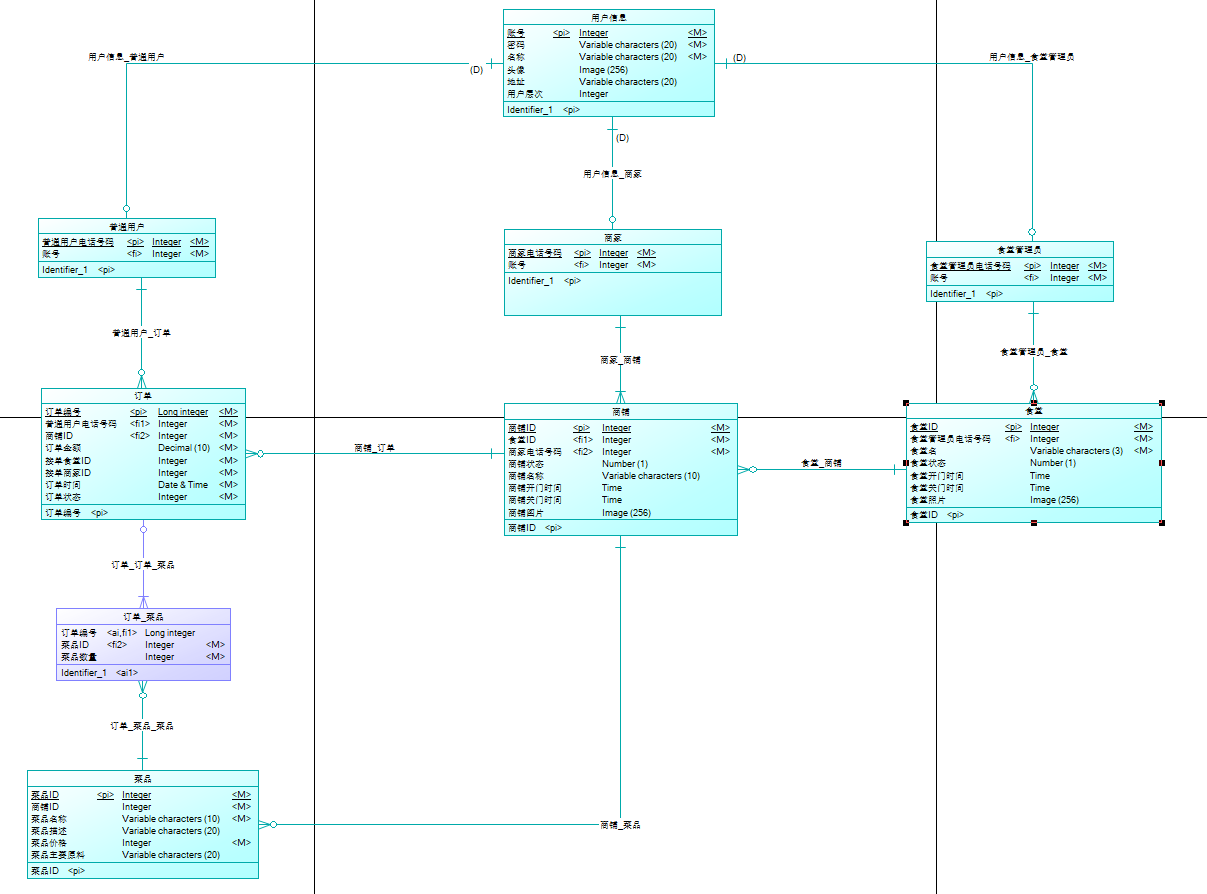 用户信息
账号 <pi> Integer <M>
密码 Variable characters (20) <M>
名称 Variable characters (20) <M>
头像 Image (256)
地址 Variable characters (20)
用户层次 Integer
Identifier_1 <pi>
用户信息_普通用户
(D)
(D)
用户信息_食堂管理员
(D)
用户信息_商家
普通用户
普通用户电话号码 <pi> Integer <M>
账号 <fi> Integer <M>
Identifier_1 <pi>
商家
商家电话号码 <pi> Integer <M>
账号 <fi> Integer <M>
Identifier_1 <pi>
食堂管理员
食堂管理员电话号码 <pi> Integer <M>
账号 <fi> Integer <M>
Identifier_1 <pi>
普通用户_订单
商家_商铺
食堂管理员_食堂
订单
订单编号 <pi> Long integer <M>
普通用户电话号码 <fi1> Integer <M>
商铺ID <fi2> Integer <M>
订单金额 Decimal (10) <M>
接单食堂ID Integer <M>
接单商家ID Integer <M>
订单时间 Date & Time <M>
订单状态 Integer <M>
订单编号 <pi>
商铺_订单
商铺
商铺ID <pi> Integer <M>
食堂ID <fi1> Integer <M>
商家电话号码 <fi2> Integer <M>
商铺状态 Number (1)
商铺名称 Variable characters (10)
商铺开门时间 Time
商铺关门时间 Time
商铺图片 Image (256)
商铺ID <pi>
食堂_商铺
食堂
食堂ID <pi> Integer <M>
食堂管理员电话号码 <fi> Integer <M>
食堂名 Variable characters (3) <M>
食堂状态 Number (1)
食堂开门时间 Time
食堂关门时间 Time
食堂照片 Image (256)
食堂ID <pi>
订单_订单_菜品
订单_菜品
订单编号 <ai,fi1> Long integer
菜品ID <fi2> Integer <M>
菜品数量 Integer <M>
Identifier_1 <ai1>
订单_菜品_菜品
菜品
菜品ID <pi> Integer <M>
商铺ID Integer <M>
菜品名称 Variable characters (10) <M>
菜品描述 Variable characters (20)
菜品价格 Integer <M>
菜品主要原料 Variable characters (20)
菜品ID <pi>
商铺_菜品